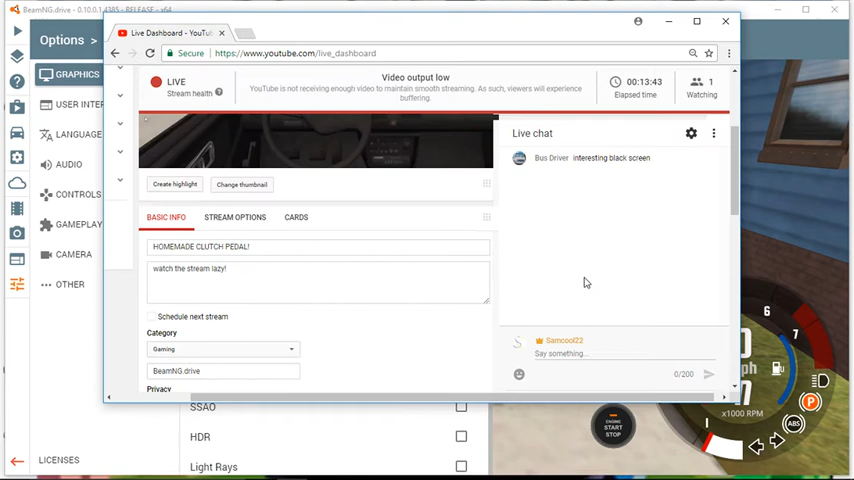 BeamNG.drive - 0.10.0.1.4385 - RELEASE - x64
Options
GRAPHICS
USER INTER
LANGUAGE
AUDIO
CONTROLS
GAMEPLAY
CAMERA
OTHER
LICENSES
Live Dashboard - YouTu
Secure
https://www.youtube.com/live_dashboard
LIVE
Stream health
Video output low
YouTube is not receiving enough video to maintain smooth streaming. As such, viewers will experience
buffering.
00:13:43
Elapsed time
1
Watching
Create highlight
Change thumbnail
BASIC INFO
STREAM OPTIONS
CARDS
HOMEMADE CLUTCH PEDAL!
watch the stream lazy!
Schedule next stream
Category
Gaming
BeamNG.drive
Privacy
Live chat
Bus Driver interesting black screen
S
Samcool22
Say something...
0/200
SSAO
HDR
Light Rays
ENGINE
START
STOP
6
7
x1000 RPM
P
ABS